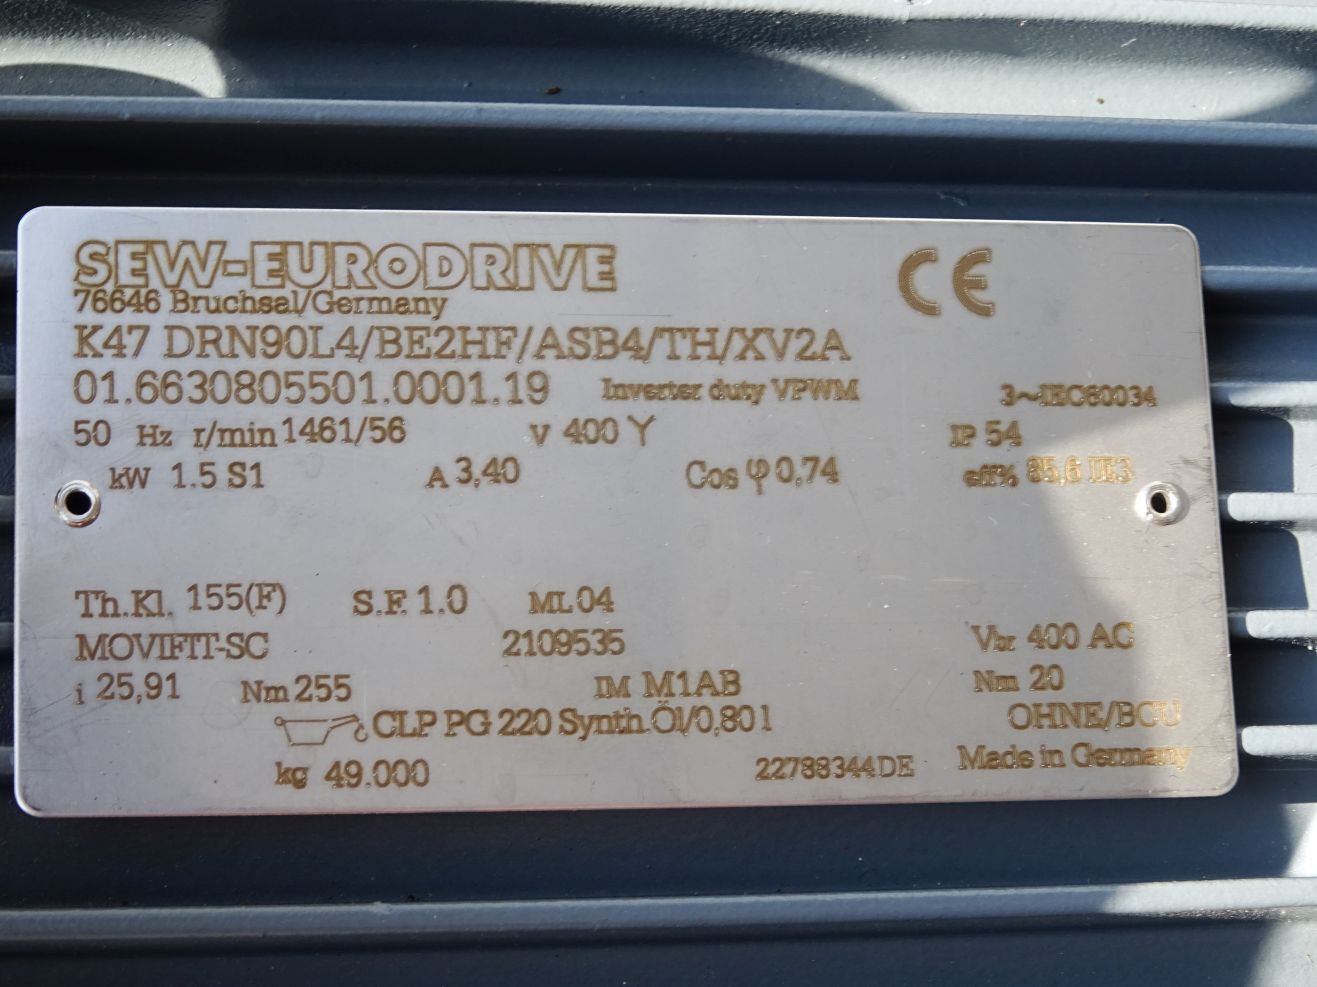 SEW-EURODRIVE
CE
76646 Bruchsal/Germany
K47 DRN90L4/BE2HF/ASB4/TH/XV2A
01.6630805501.0001.19 Inverter duty VPWM 3~IEC60034
50 Hz r/min 1461/56 V 400 Y IP 54
kW 1.5 S1 A 3,40 Cos φ 0,74 eff% 85,6 IE3
Th.Kl. 155(F) S.F. 1.0 ML 04
MOVIFIT-SC 2109535 Vbr 400 AC
i 25,91 Nm 255 IM M1AB Nm 20
CLP PG 220 Synth.Öl/0,80 l OHNE/BGU
kg 49.000 22788344DE Made in Germany